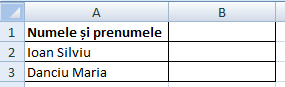 A B
1 Numele și prenumele
2 Ioan Silviu
3 Danciu Maria